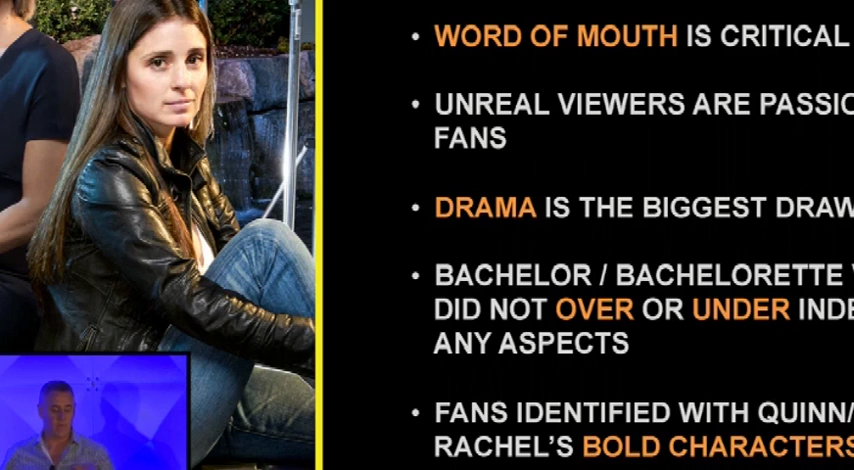 • WORD OF MOUTH IS CRITICAL
• UNREAL VIEWERS ARE
FANS
• DRAMA IS THE BIGGEST DRAW
• BACHELOR / BACHELORETTE
DID NOT OVER OR UNDER
ANY ASPECTS
• FANS IDENTIFIED WITH QUINN/
RACHEL'S BOLD CHARACTERS